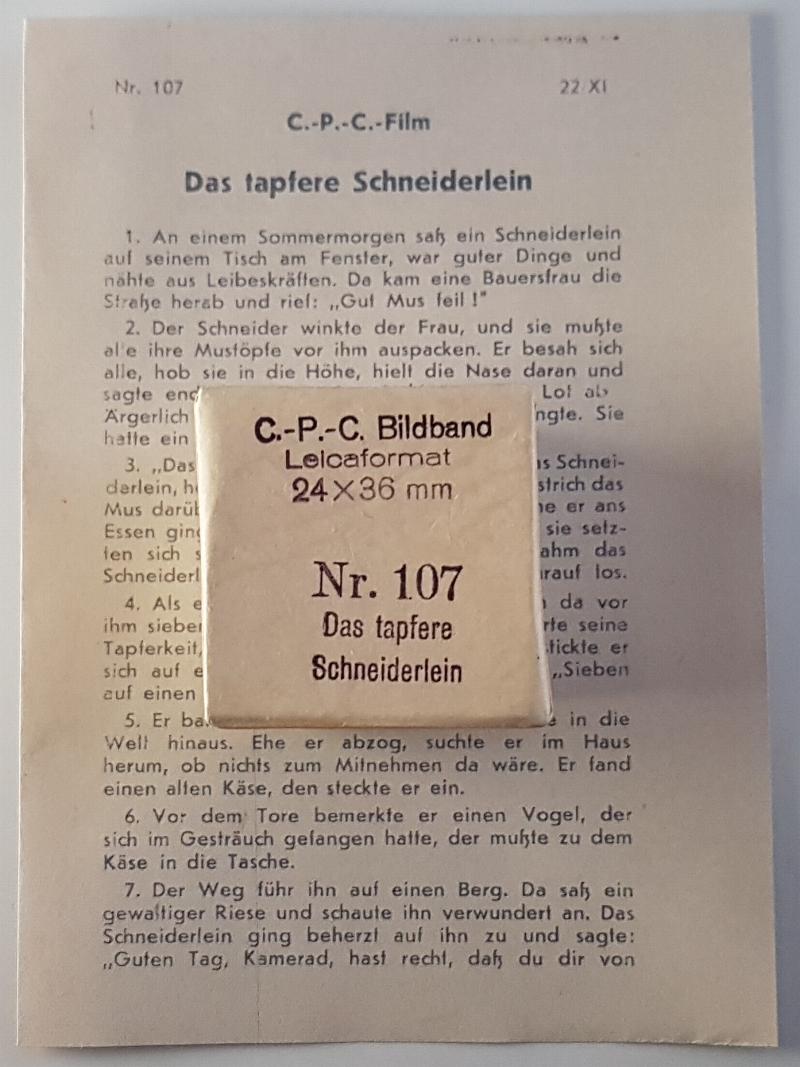 Nr. 107
22 XI
C.-P.-C.-Film
Das tapfere Schneiderlein
1. An einem Sommermorgen saß ein Schneiderlein
auf seinem Tisch am Fenster, war guter Dinge und
nähte aus Leibeskräften. Da kam eine Bauersfrau die
Straße herab und rief: „Gut Mus feil!"
2. Der Schneider winkte der Frau, und sie mußte
alle ihre Mustöpfe vor ihm auspacken. Er besah sich
alle, hob sie in die Höhe, hielt die Nase daran und
sagte Lot ab
Ärgerlich Sie
hatte ein
3. „Das Schnei-
derlein, strich das
Mus er ans
Essen sie setz-
ten sich das
Schneiderl los.
4. Als da vor
ihm seine
Tapferkeit, er
sich auf „Sieben
auf einen
5. Er in die
Welt hinaus. Ehe er abzog, suchte er im Haus
herum, ob nichts zum Mitnehmen da wäre. Er fand
einen alten Käse, den steckte er ein.
6. Vor dem Tore bemerkte er einen Vogel, der
sich im Gesträuch gefangen hatte, der mußte zu dem
Käse in die Tasche.
7. Der Weg führ ihn auf einen Berg. Da saß ein
gewaltiger Riese und schaute ihn verwundert an. Das
Schneiderlein ging beherzt auf ihn zu und sagte:
„Guten Tag, Kamerad, hast recht, daß du dir von
C.-P.-C. Bildband
Leicaformat
24×36 mm
Nr. 107
Das tapfere
Schneiderlein